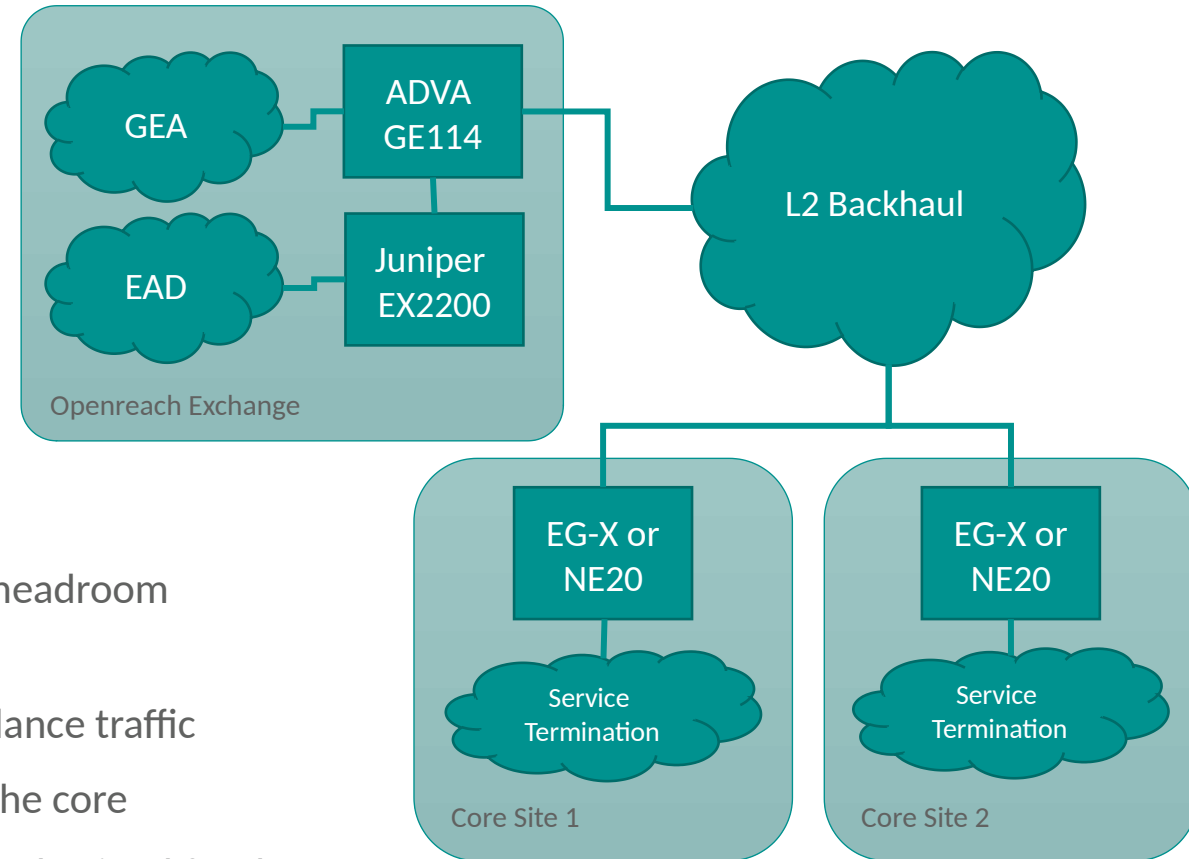 GEA
ADVA
GE114
L2 Backhaul
EAD
Juniper
EX2200
Openreach Exchange
EG-X or
NE20
EG-X or
NE20
headroom
Service
Termination
Service
Termination
traffic
he core
Core Site 1
Core Site 2